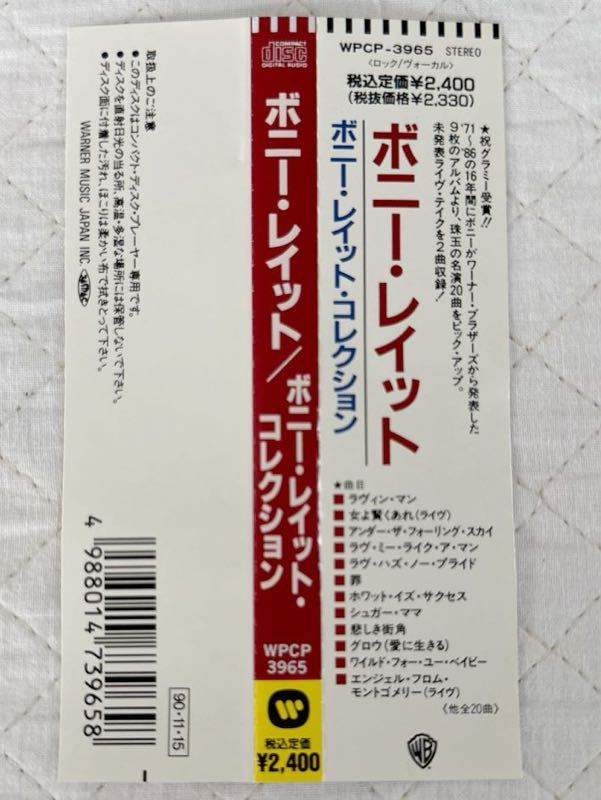 WPCP-3965 STEREO
〈ロック/ヴォーカル〉
税込定価¥2,400
(税抜価格¥2,330)
★祝グラミー受賞!!
'71〜'86の16年間にボニーがワーナー・ブラザーズから発表した
9枚のアルバムより、珠玉の名演20曲をピック・アップ。
未発表ライヴ・テイクを2曲収録!
ボニー・レイット
ボニー・レイット・コレクション
★曲目
■ラヴィン・マン
■女よ賢くあれ(ライヴ)
■アンダー・ザ・フォーリング・スカイ
■ラヴ・ミー・ライク・ア・マン
■ラヴ・ハズ・ノー・プライド
■罪
■ホワット・イズ・サクセス
■シュガー・ママ
■悲しき街角
■グロウ(愛に生きる)
■ワイルド・フォー・ユー・ベイビー
■エンジェル・フロム・
モントゴメリー(ライヴ)
〈他全20曲〉
WB
COMPACT
disc
DIGITAL AUDIO
ボニー・レイット/ボニー・レイット・
コレクション
WPCP
3965
税込定価
¥2,400
取扱上のご注意
●このディスクはコンパクト・ディスク・プレーヤー専用です。
●ディスクを直射日光の当る所、高温・多湿な場所には保管しないで下さい。
●ディスク面に付着した汚れ、ほこりは柔かい布で拭きとって下さい。
WARNER MUSIC JAPAN INC.
4 988014 739658
90・11・15